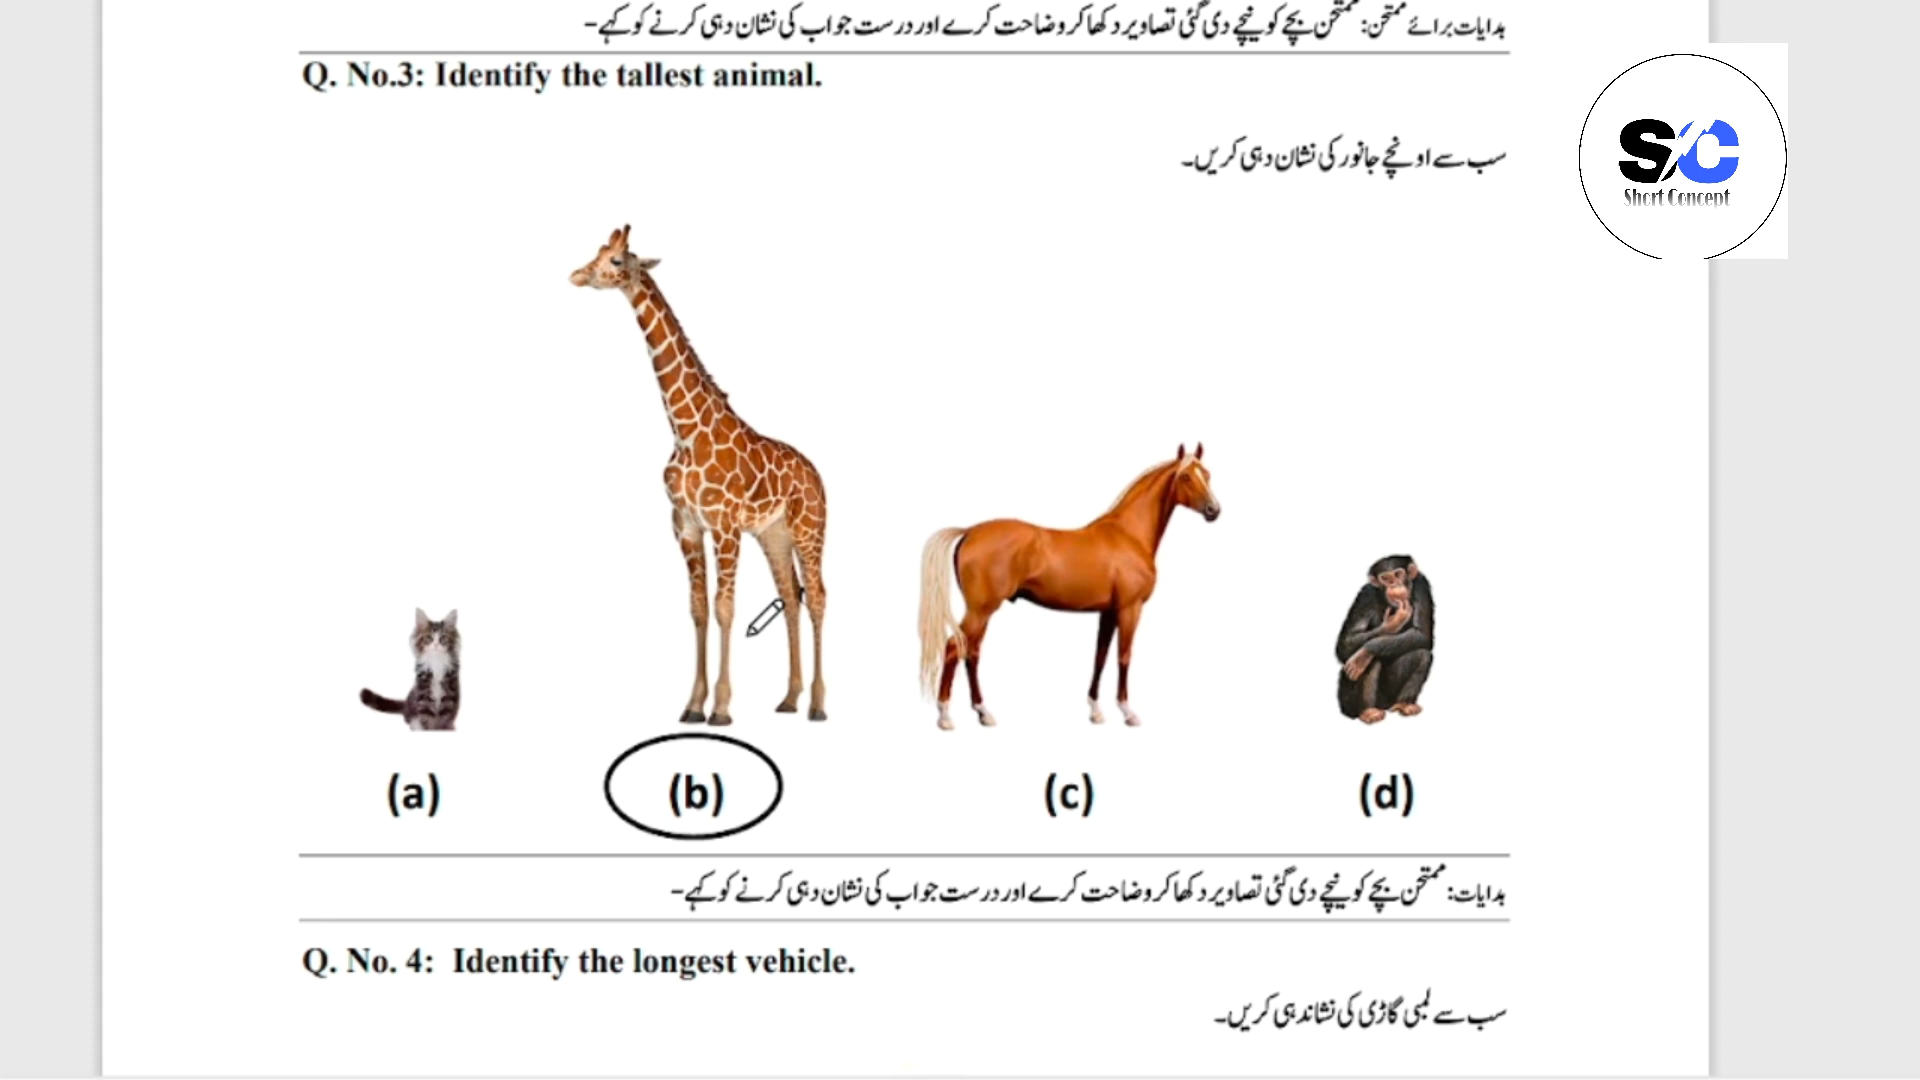 ہدایات برائے ممتحن: ممتحن بچے کو نیچے دی گئی تصاویر دکھا کر وضاحت کرے اور درست جواب کی نشان دہی کرنے کو کہے-
Q. No.3: Identify the tallest animal.
سب سے اونچے جانور کی نشان دہی کریں۔
S/C
Short Concept
(a) (b) (c) (d)
ہدایات: ممتحن بچے کو نیچے دی گئی تصاویر دکھا کر وضاحت کرے اور درست جواب کی نشان دہی کرنے کو کہے-
Q. No. 4: Identify the longest vehicle.
سب سے لمبی گاڑی کی نشاندہی کریں۔